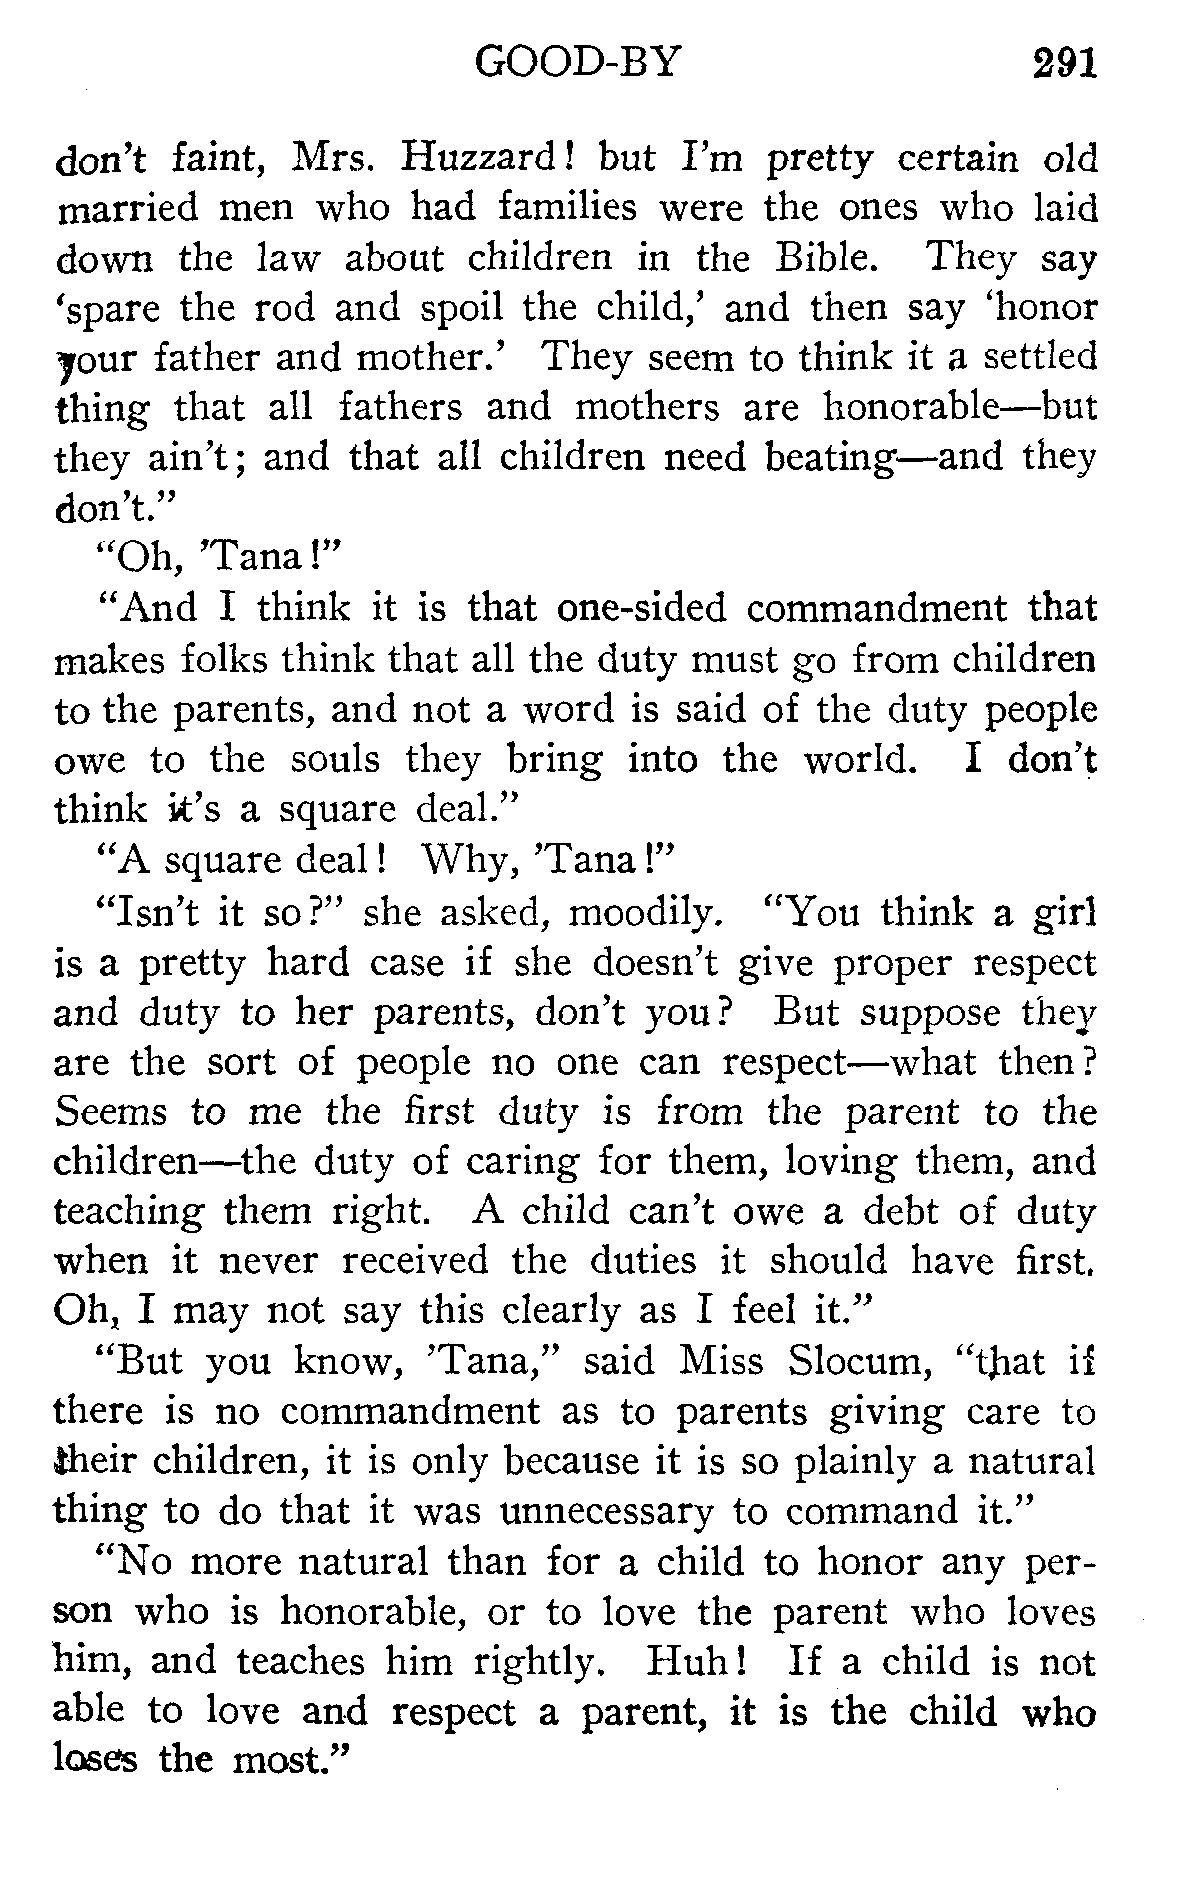 GOOD-BY 291
don't faint, Mrs. Huzzard! but I'm pretty certain old
married men who had families were the ones who laid
down the law about children in the Bible. They say
'spare the rod and spoil the child,' and then say 'honor
your father and mother.' They seem to think it a settled
thing that all fathers and mothers are honorable—but
they ain't; and that all children need beating—and they
don't."
"Oh, 'Tana!"
"And I think it is that one-sided commandment that
makes folks think that all the duty must go from children
to the parents, and not a word is said of the duty people
owe to the souls they bring into the world. I don't
think it's a square deal."
"A square deal! Why, 'Tana!"
"Isn't it so?" she asked, moodily. "You think a girl
is a pretty hard case if she doesn't give proper respect
and duty to her parents, don't you? But suppose they
are the sort of people no one can respect—what then?
Seems to me the first duty is from the parent to the
children—the duty of caring for them, loving them, and
teaching them right. A child can't owe a debt of duty
when it never received the duties it should have first.
Oh, I may not say this clearly as I feel it."
"But you know, 'Tana," said Miss Slocum, "that if
there is no commandment as to parents giving care to
their children, it is only because it is so plainly a natural
thing to do that it was unnecessary to command it."
"No more natural than for a child to honor any per-
son who is honorable, or to love the parent who loves
him, and teaches him rightly. Huh! If a child is not
able to love and respect a parent, it is the child who
loses the most."